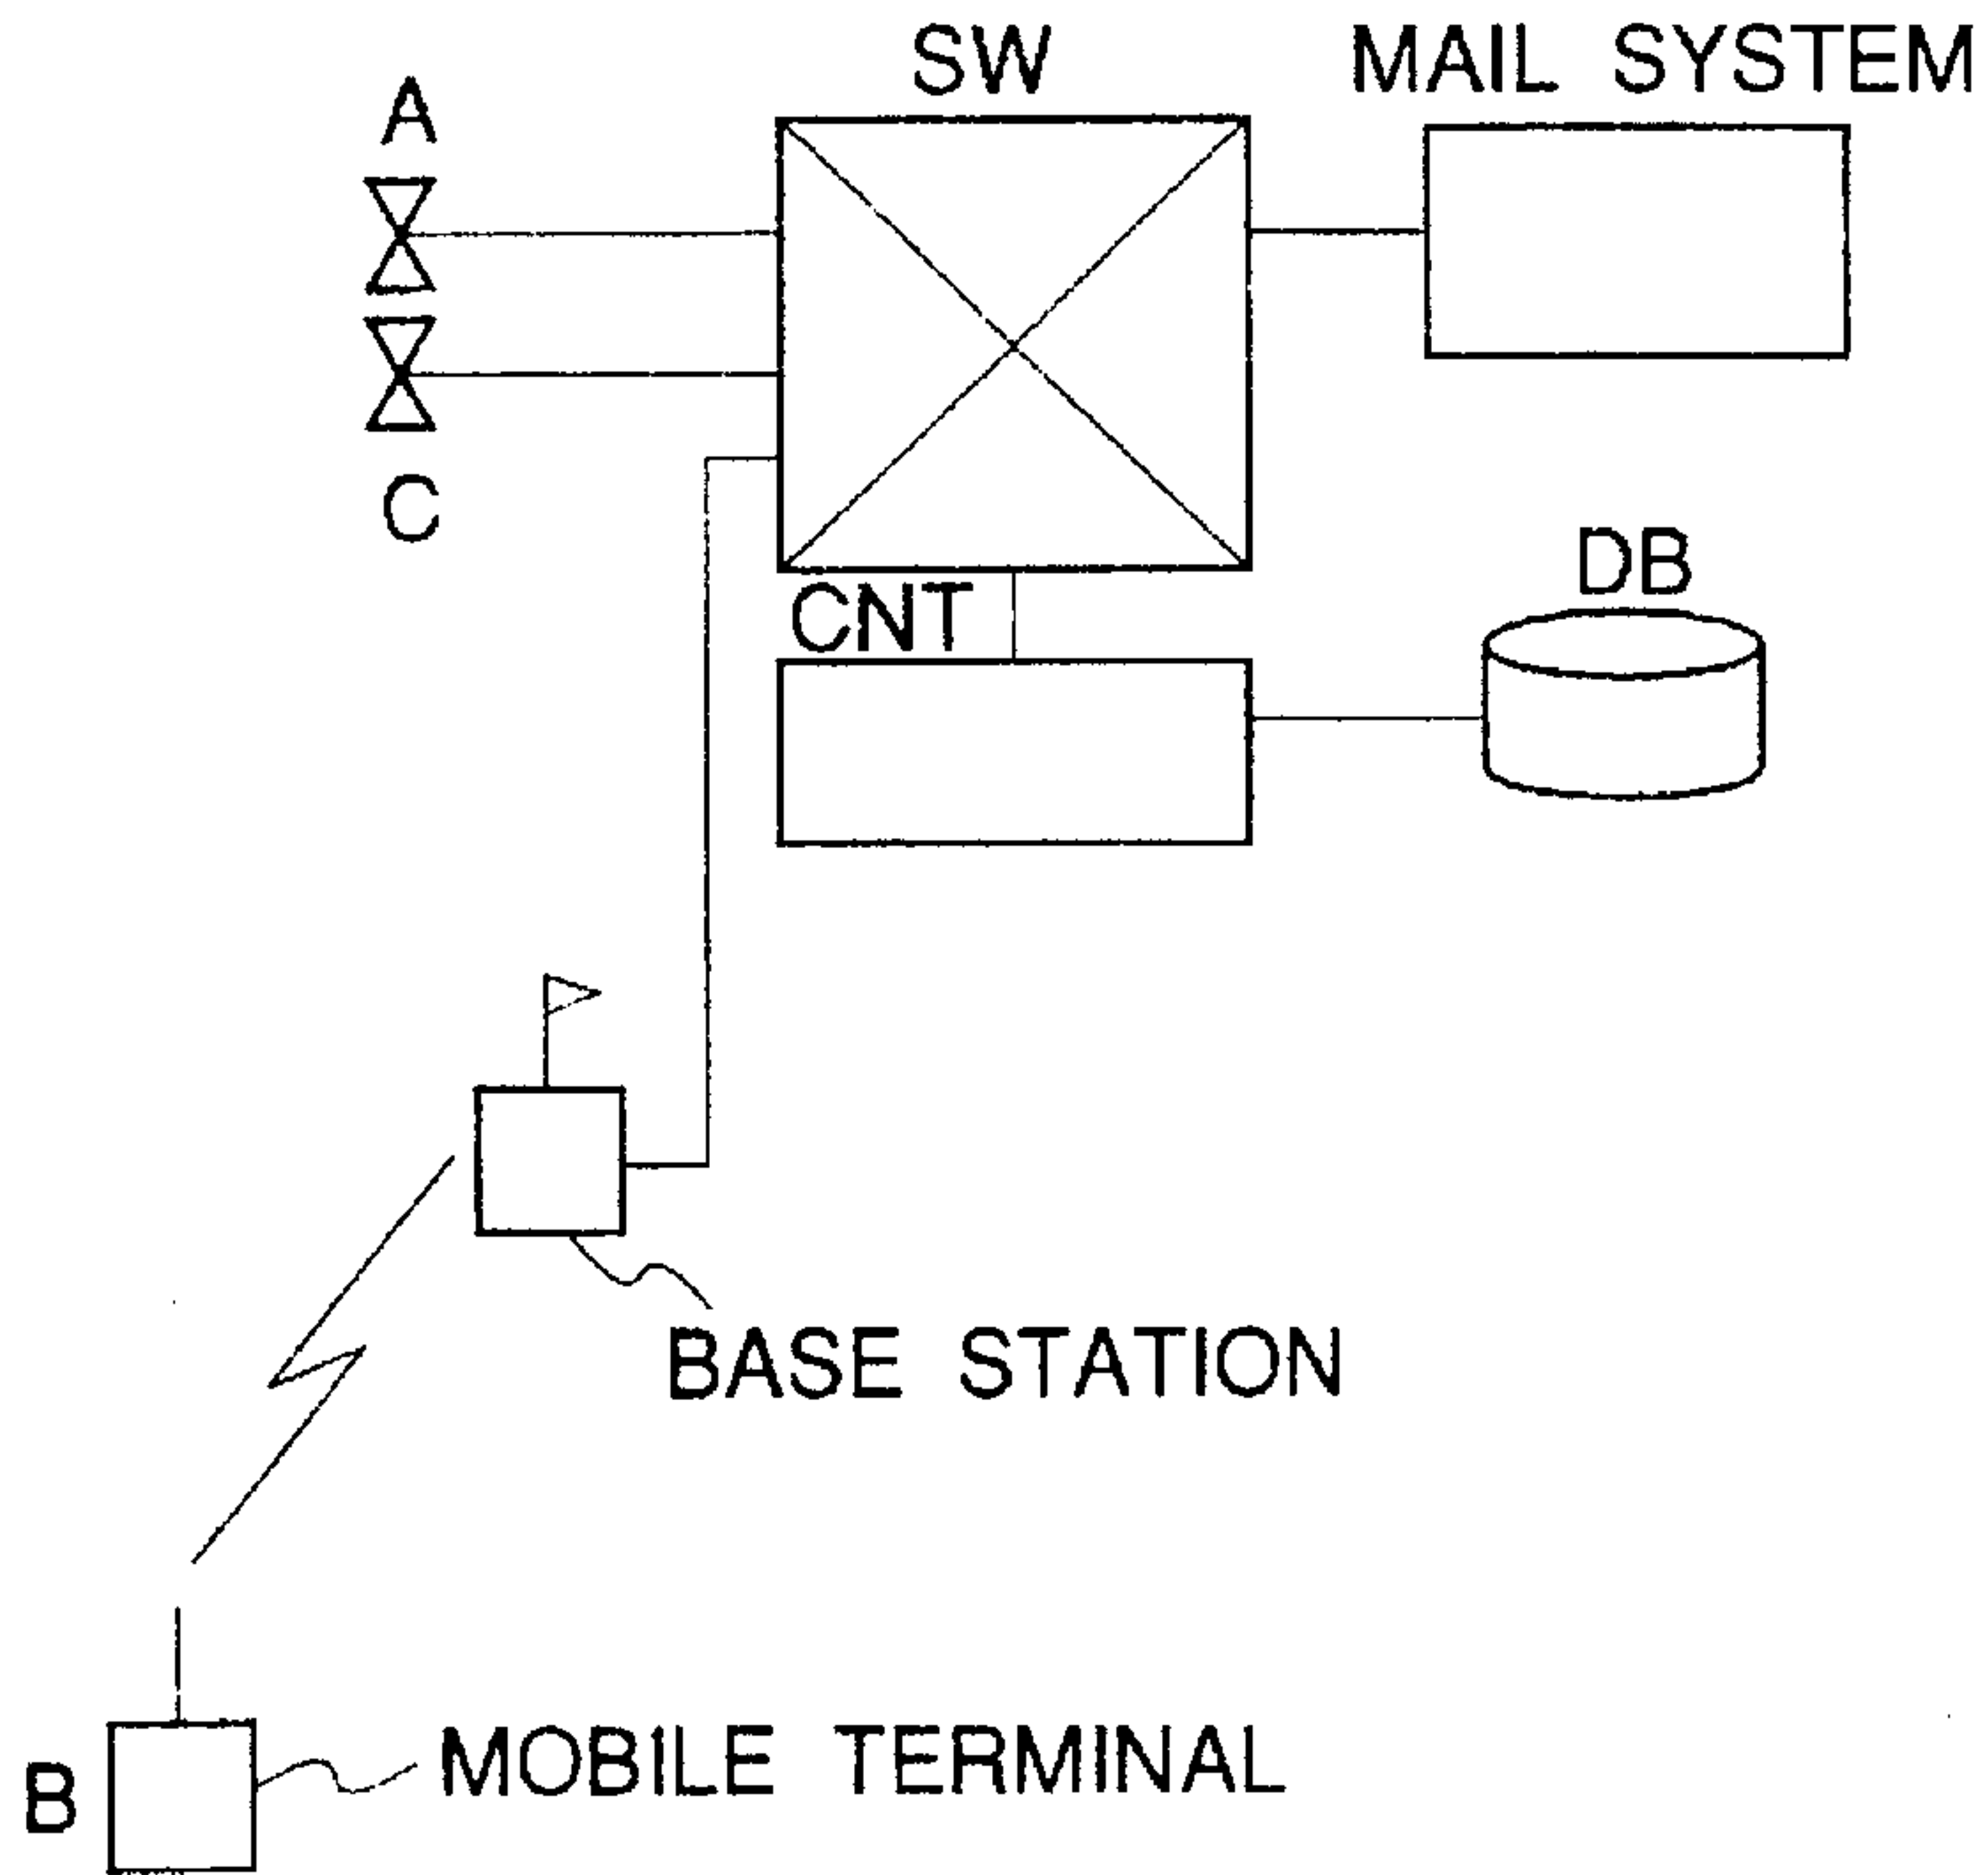 SW
MAIL SYSTEM
A
C
CNT
DB
BASE STATION
MOBILE TERMINAL
B